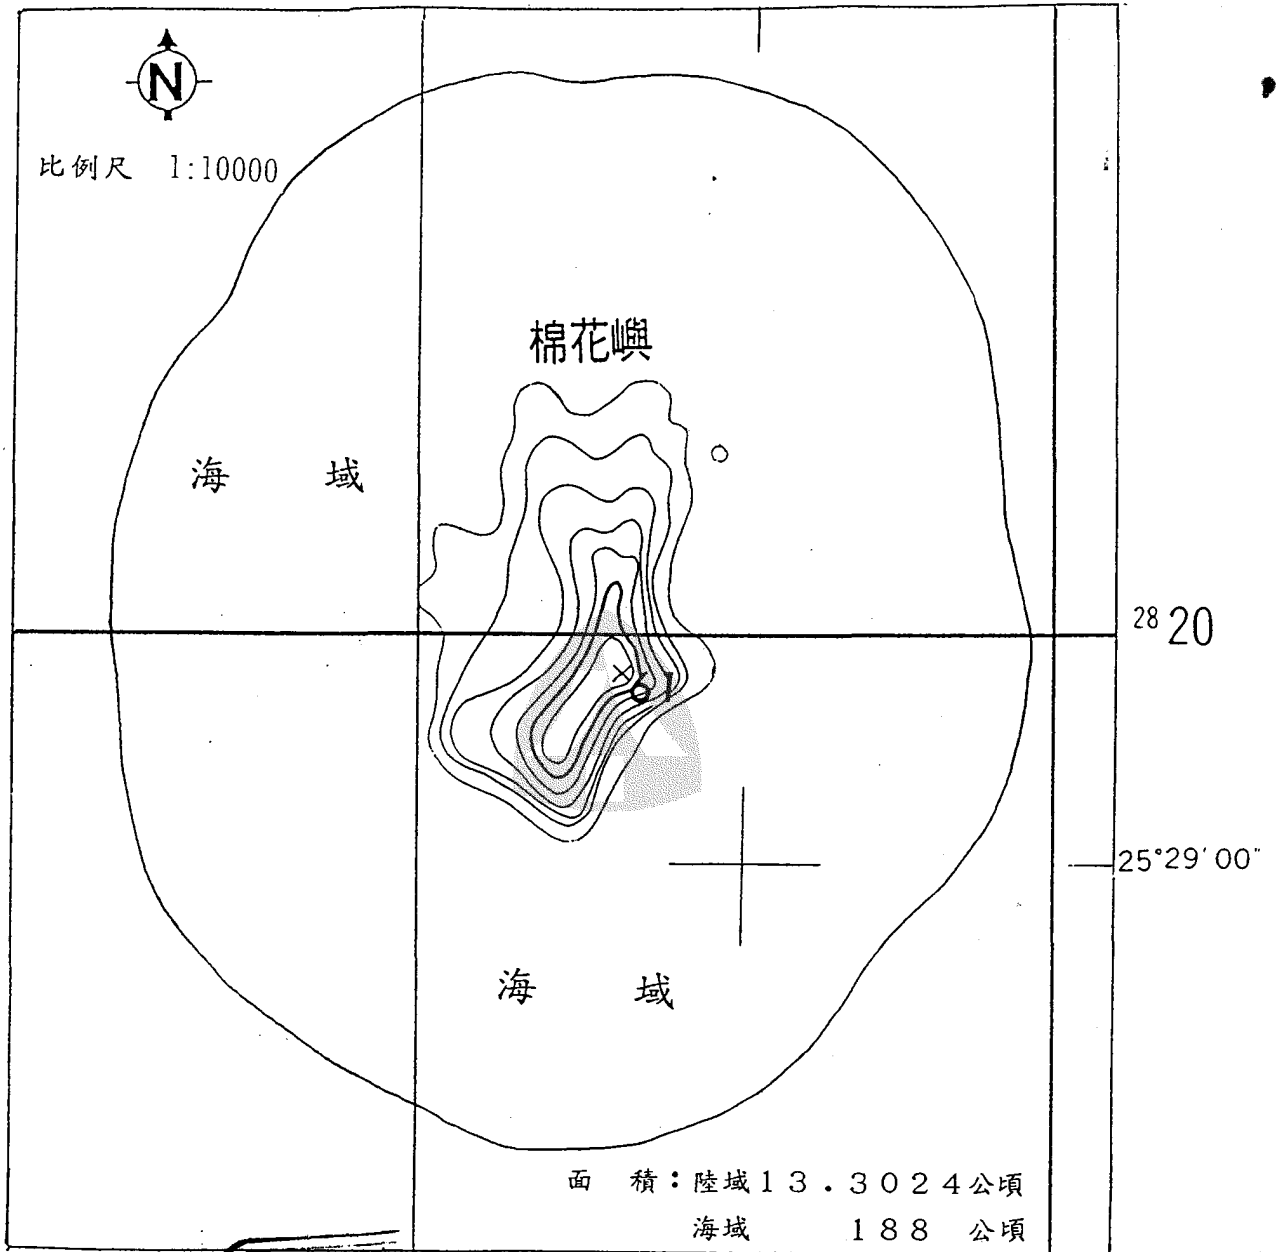 N
比例尺 1:10000
棉花嶼
海 域
28 20
25°29'00"
海 域
面 積：陸域13.3024公頃
海域 188 公頃